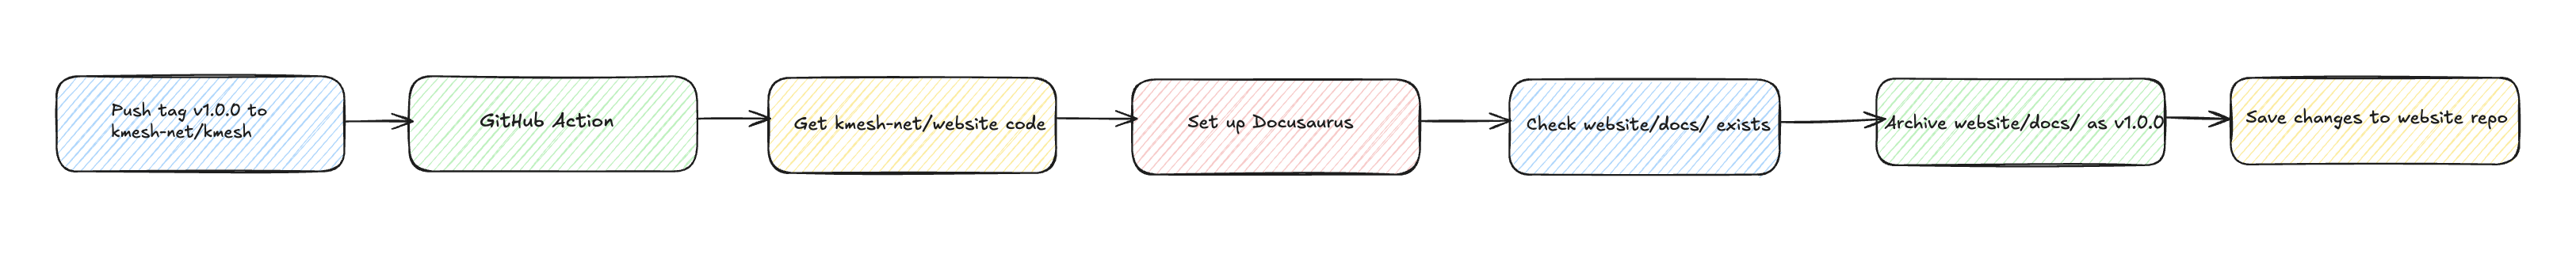 Push tag v1.0.0 to
kmesh-net/kmesh
GitHub Action
Get kmesh-net/website code
Set up Docusaurus
Check website/docs/ exists
Archive website/docs/ as v1.0.0
Save changes to website repo